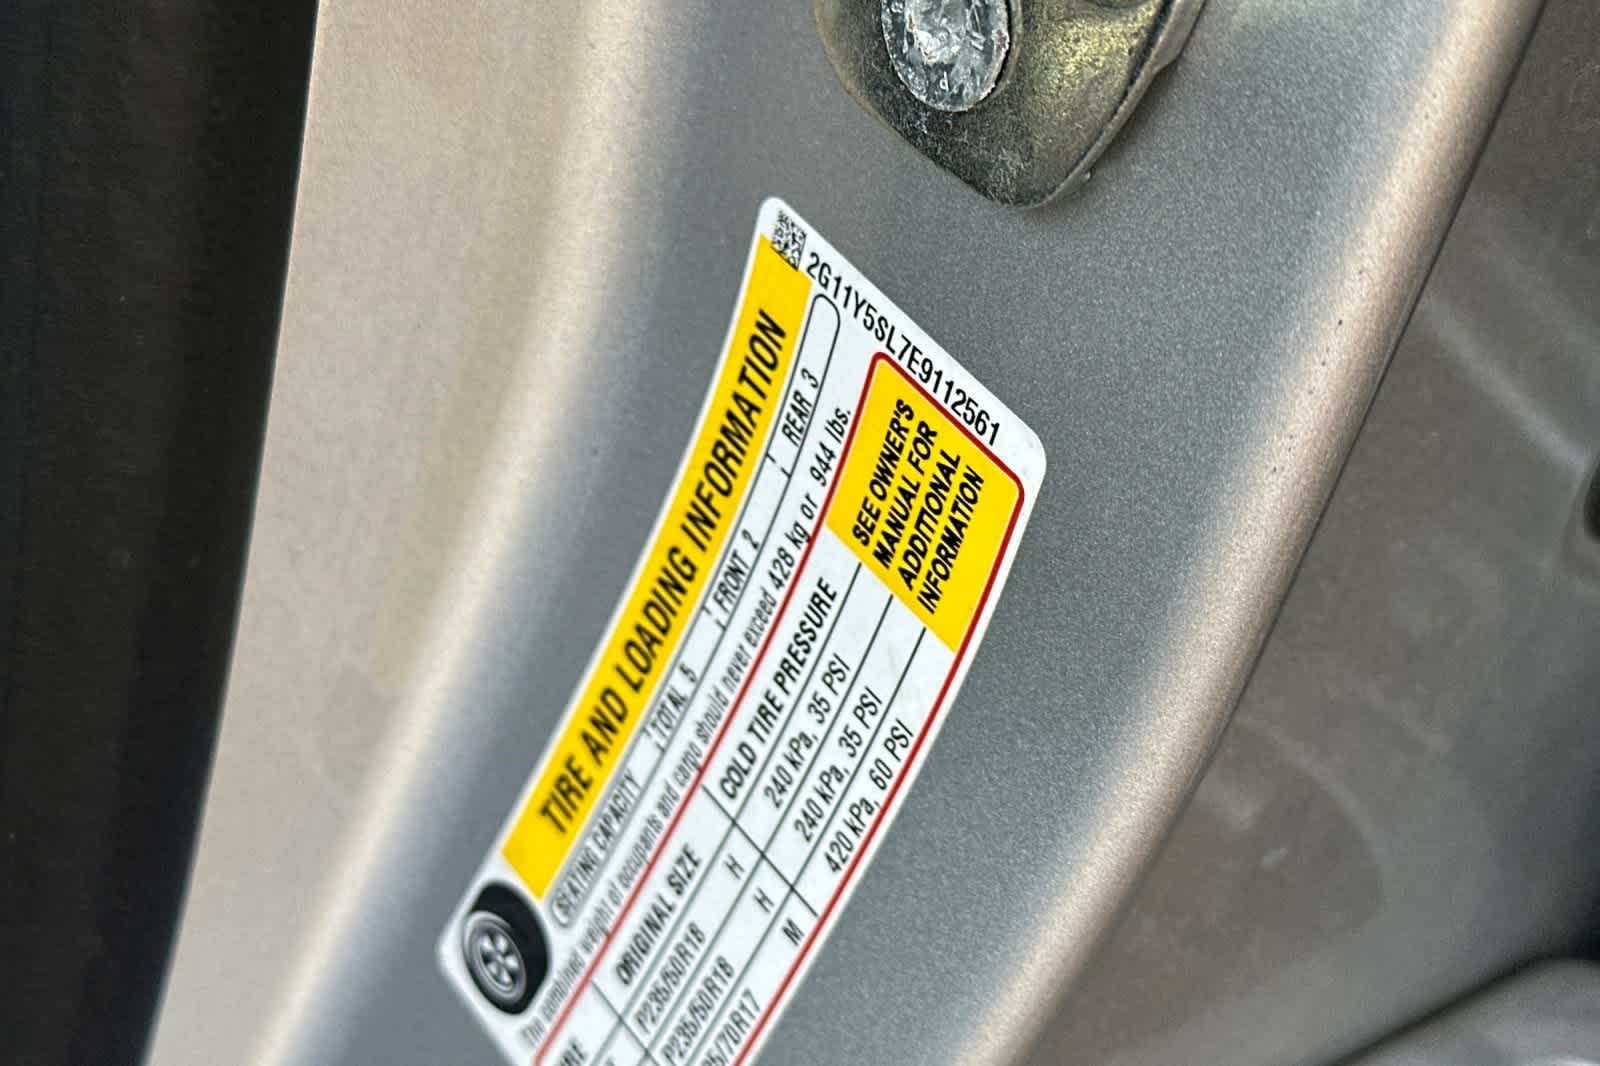 2G11Y5SL7E9112561
TIRE AND LOADING INFORMATION
SEATING CAPACITY TOTAL 5 FRONT 2 REAR 3
The combined weight of occupants and cargo should never exceed 428 kg or 944 lbs.
ORIGINAL SIZE COLD TIRE PRESSURE
P235/50R18 H 240 kPa, 35 PSI
P235/50R18 H 240 kPa, 35 PSI
70R17 M 420 kPa, 60 PSI
SEE OWNER'S
MANUAL FOR
ADDITIONAL
INFORMATION